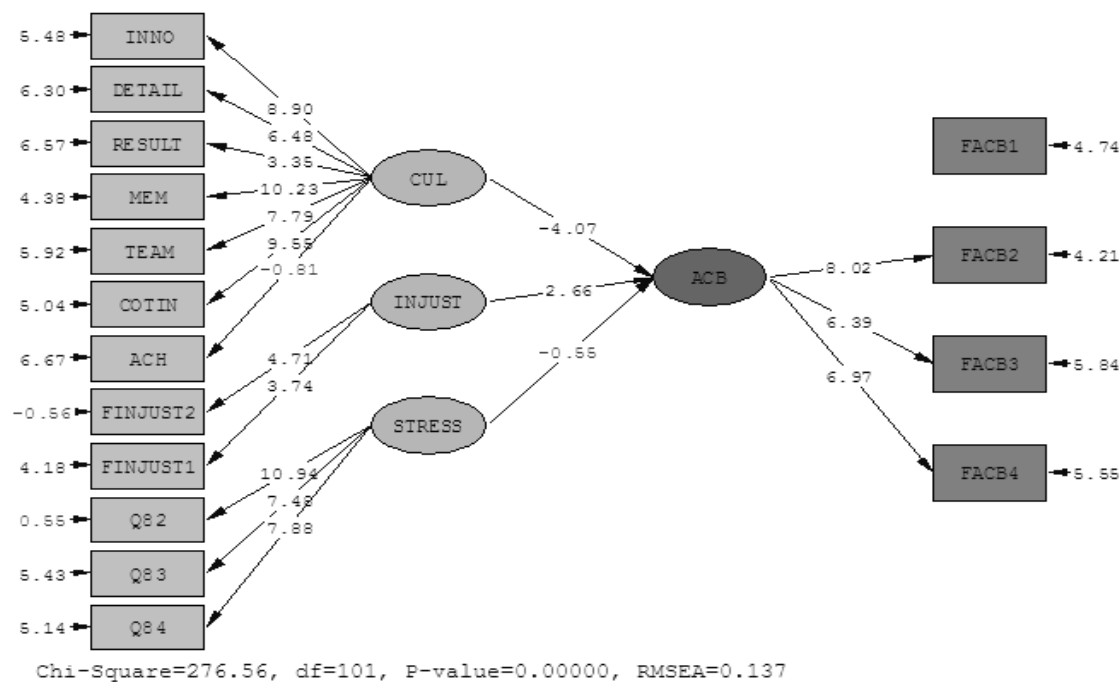 5.48 INNO
6.30 DETAIL
6.57 RESULT
4.38 MEM
5.92 TEAM
5.04 COTIN
6.67 ACH
-0.56 FINJUST2
4.18 FINJUST1
0.55 Q82
5.43 Q83
5.14 Q84
8.90
6.48
3.35
10.23
7.79
9.55
-0.81
4.71
3.74
10.94
7.48
7.88
CUL
INJUST
STRESS
-4.07
2.66
-0.55
ACB
8.02
6.39
6.97
FACB1 4.74
FACB2 4.21
FACB3 5.84
FACB4 5.55
Chi-Square=276.56, df=101, P-value=0.00000, RMSEA=0.137